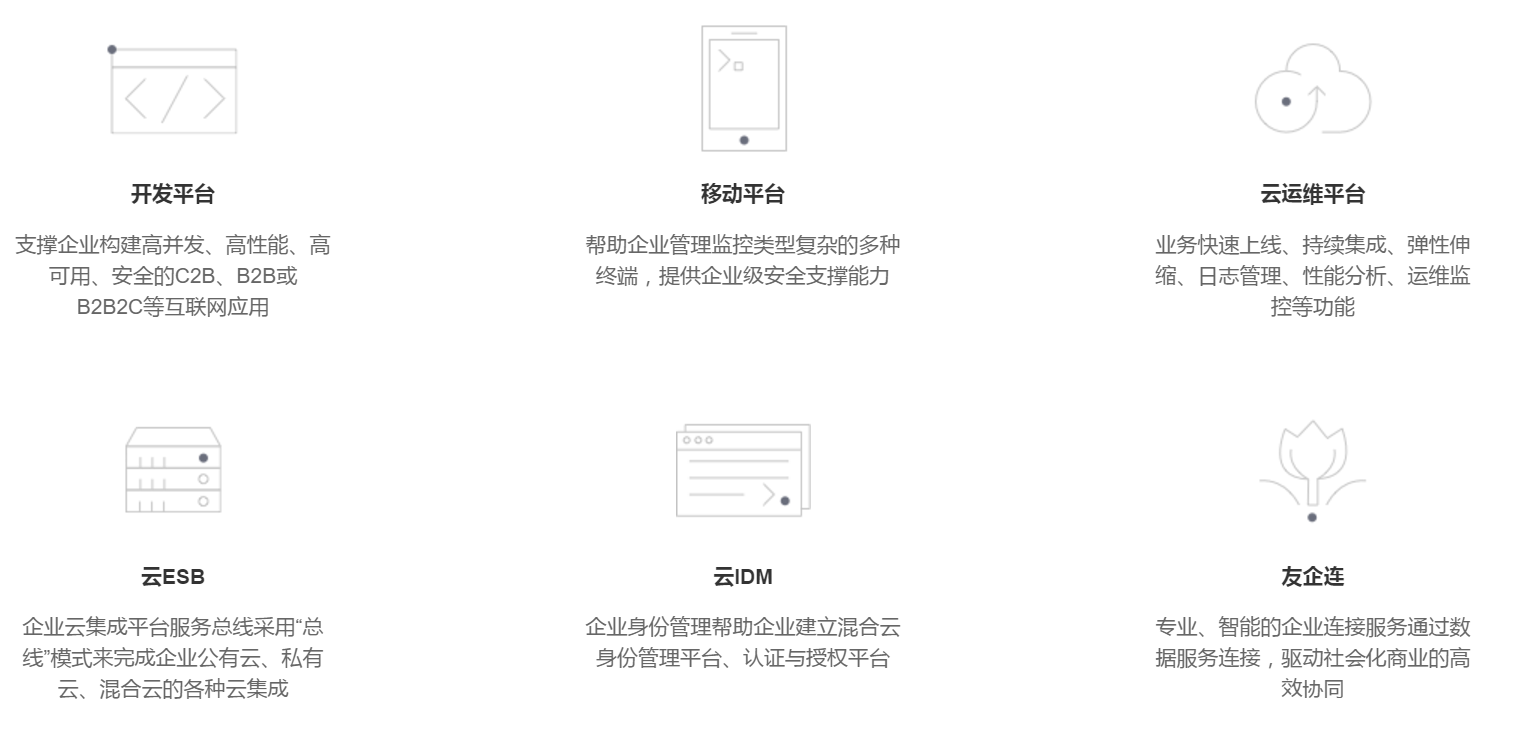 开发平台
支撑企业构建高并发、高性能、高
可用、安全的C2B、B2B或
B2B2C等互联网应用
移动平台
帮助企业管理监控类型复杂的多种
终端，提供企业级安全支撑能力
云运维平台
业务快速上线、持续集成、弹性伸
缩、日志管理、性能分析、运维监
控等功能
云ESB
企业云集成平台服务总线采用“总
线”模式来完成企业公有云、私有
云、混合云的各种云集成
云IDM
企业身份管理帮助企业建立混合云
身份管理平台、认证与授权平台
友企连
专业、智能的企业连接服务通过数
据服务连接，驱动社会化商业的高
效协同